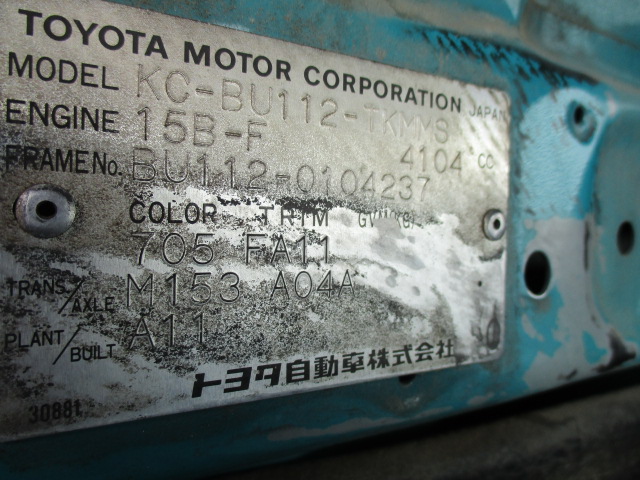 TOYOTA MOTOR CORPORATION JAPAN
MODEL KC-BU112-TKMMS
ENGINE 15B-F 4104 CC
FRAME No. BU112-0104237
COLOR TRIM
705 FA11
TRANS/AXLE M153 A04A
PLANT/BUILT A11
トヨタ自動車株式会社
30881